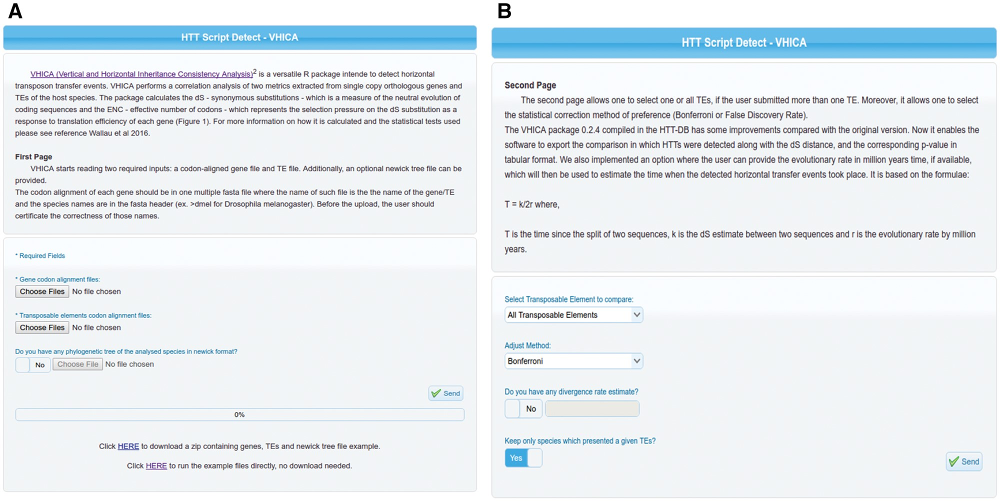 A
HTT Script Detect - VHICA
VHICA (Vertical and Horizontal Inheritance Consistency Analysis)2 is a versatile R package intende to detect horizontal
transposon transfer events. VHICA performs a correlation analysis of two metrics extracted from single copy orthologous genes and
TEs of the host species. The package calculates the dS - synonymous substitutions - which is a measure of the neutral evolution of
coding sequences and the ENC - effective number of codons - which represents the selection pressure on the dS substitution as a
response to translation efficiency of each gene (Figure 1). For more information on how it is calculated and the statistical tests used
please see reference Wallau et al 2016.
First Page
VHICA starts reading two required inputs: a codon-aligned gene file and TE file. Additionally, an optional newick tree file can be
provided.
The codon alignment of each gene should be in one multiple fasta file where the name of such file is the the name of the gene/TE
and the species names are in the fasta header (ex. >dmel for Drosophila melanogaster). Before the upload, the user should
certificate the correctness of those names.
* Required Fields
* Gene codon alignment files:
Choose Files No file chosen
* Transposable elements codon alignment files:
Choose Files No file chosen
Do you have any phylogenetic tree of the analysed species in newick format?
No Choose File No file chosen
Send
0%
Click HERE to download a zip containing genes, TEs and newick tree file example.
Click HERE to run the example files directly, no download needed.
B
HTT Script Detect - VHICA
Second Page
The second page allows one to select one or all TEs, if the user submitted more than one TE. Moreover, it allows one to select
the statistical correction method of preference (Bonferroni or False Discovery Rate).
The VHICA package 0.2.4 compiled in the HTT-DB has some improvements compared with the original version. Now it enables the
software to export the comparison in which HTTs were detected along with the dS distance, and the corresponding p-value in
tabular format. We also implemented an option where the user can provide the evolutionary rate in million years time, if available,
which will then be used to estimate the time when the detected horizontal transfer events took place. It is based on the formulae:
T = k/2r where,
T is the time since the split of two sequences, k is the dS estimate between two sequences and r is the evolutionary rate by million
years.
Select Transposable Element to compare:
All Transposable Elements
Adjust Method:
Bonferroni
Do you have any divergence rate estimate?
No
Keep only species which presented a given TEs?
Yes
Send